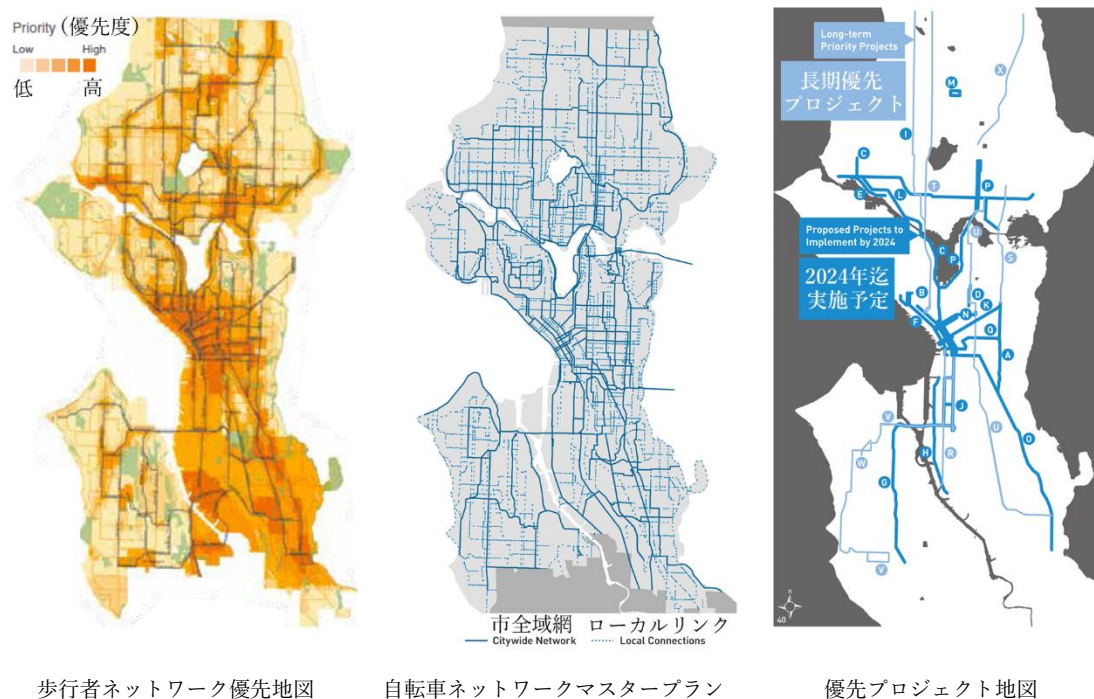 Priority (優先度)
Low High
低 高
市全域網 ローカルリンク
Citywide Network Local Connections
Long-term
Priority Projects
長期優先
プロジェクト
X
M
I
C
T
P
E
L
U
Proposed Projects to
Implement by 2024
C
P
S
2024年迄
実施予定
B
D
K
N
F
Q
A
J
V
U
O
W
H
R
G
Y
40
歩行者ネットワーク優先地図 自転車ネットワークマスタープラン 優先プロジェクト地図